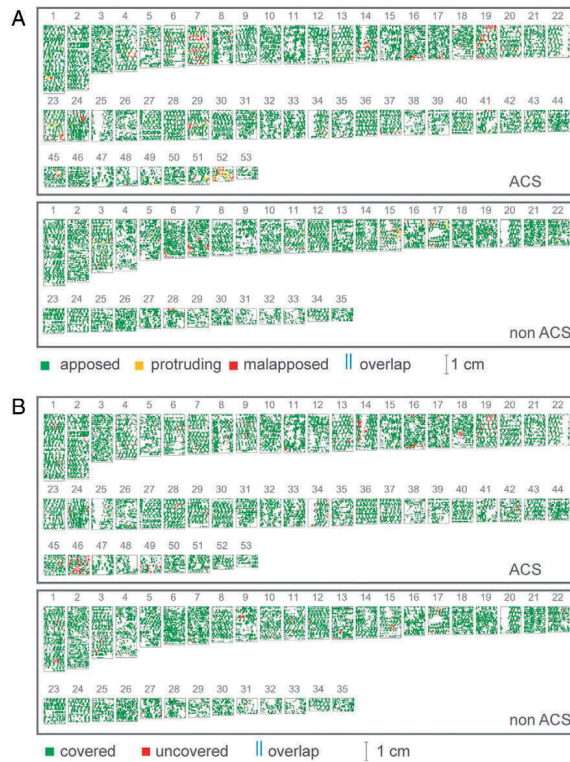 A
1 2 3 4 5 6 7 8 9 10 11 12 13 14 15 16 17 18 19 20 21 22
23 24 25 26 27 28 29 30 31 32 33 34 35 36 37 38 39 40 41 42 43 44
45 46 47 48 49 50 51 52 53
ACS
1 2 3 4 5 6 7 8 9 10 11 12 13 14 15 16 17 18 19 20 21 22
23 24 25 26 27 28 29 30 31 32 33 34 35
non ACS
apposed protruding malapposed overlap 1 cm
B
1 2 3 4 5 6 7 8 9 10 11 12 13 14 15 16 17 18 19 20 21 22
23 24 25 26 27 28 29 30 31 32 33 34 35 36 37 38 39 40 41 42 43 44
45 46 47 48 49 50 51 52 53
ACS
1 2 3 4 5 6 7 8 9 10 11 12 13 14 15 16 17 18 19 20 21 22
23 24 25 26 27 28 29 30 31 32 33 34 35
non ACS
covered uncovered overlap 1 cm